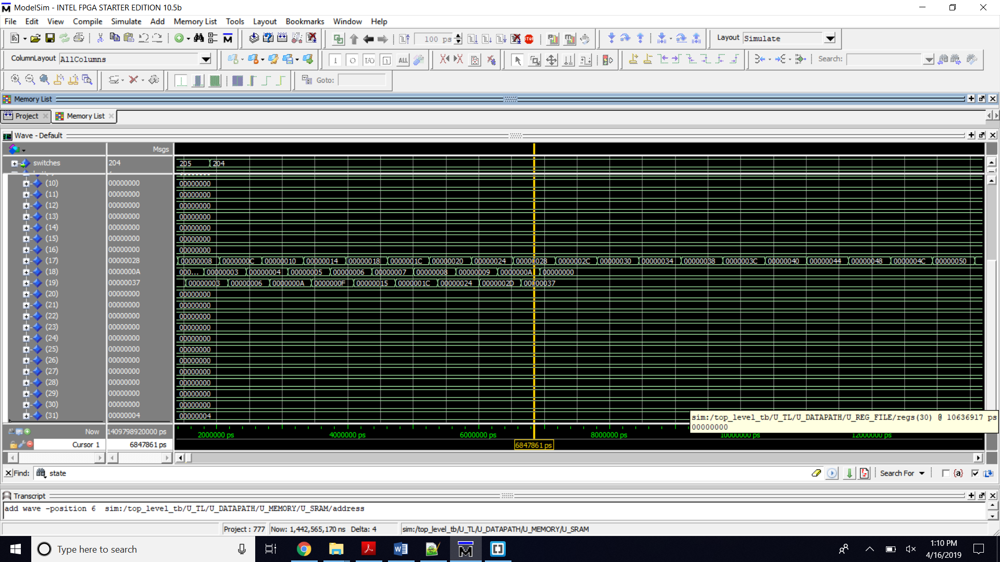 ModelSim - INTEL FPGA STARTER EDITION 10.5b
File Edit View Compile Simulate Add Memory List Tools Layout Bookmarks Window Help
100 ps
Layout Simulate
ColumnLayout AllColumns
ALL
Search:
Goto:
Memory List
Project
Memory List
Wave - Default
Msgs
switches 204 205 204
(10) 00000000 00000000
(11) 00000000 00000000
(12) 00000000 00000000
(13) 00000000 00000000
(14) 00000000 00000000
(15) 00000000 00000000
(16) 00000000 00000000
(17) 00000028 00000008 0000000C 00000010 00000014 00000018 0000001C 00000020 00000024 00000028 0000002C 00000030 00000034 00000038 0000003C 00000040 00000044 00000048 0000004C 00000050
(18) 0000000A 000... 00000003 00000004 00000005 00000006 00000007 00000008 00000009 0000000A 00000000
(19) 00000037 00000003 00000006 0000000A 0000000F 00000015 0000001C 00000024 0000002D 00000037
(20) 00000000 00000000
(21) 00000000 00000000
(22) 00000000 00000000
(23) 00000000 00000000
(24) 00000000 00000000
(25) 00000000 00000000
(26) 00000000 00000000
(27) 00000000 00000000
(28) 00000000 00000000
(29) 00000000 00000000
(30) 00000000 00000000
(31) 00000004 00000004
sim:/top_level_tb/U_TL/U_DATAPATH/U_REG_FILE/regs(30) @ 10636917 ps
00000000
Now 1409798920000 ps
2000000 ps 4000000 ps 6000000 ps 8000000 ps 10000000 ps 12000000 ps
Cursor 1 6847861 ps 6847861 ps
Find: state Search For {a}
Transcript
add wave -position 6  sim:/top_level_tb/U_TL/U_DATAPATH/U_MEMORY/U_SRAM/address
Project : 777 Now: 1,442,565,170 ns Delta: 4 sim:/top_level_tb/U_TL/U_DATAPATH/U_MEMORY/U_SRAM
Type here to search
1:10 PM
4/16/2019